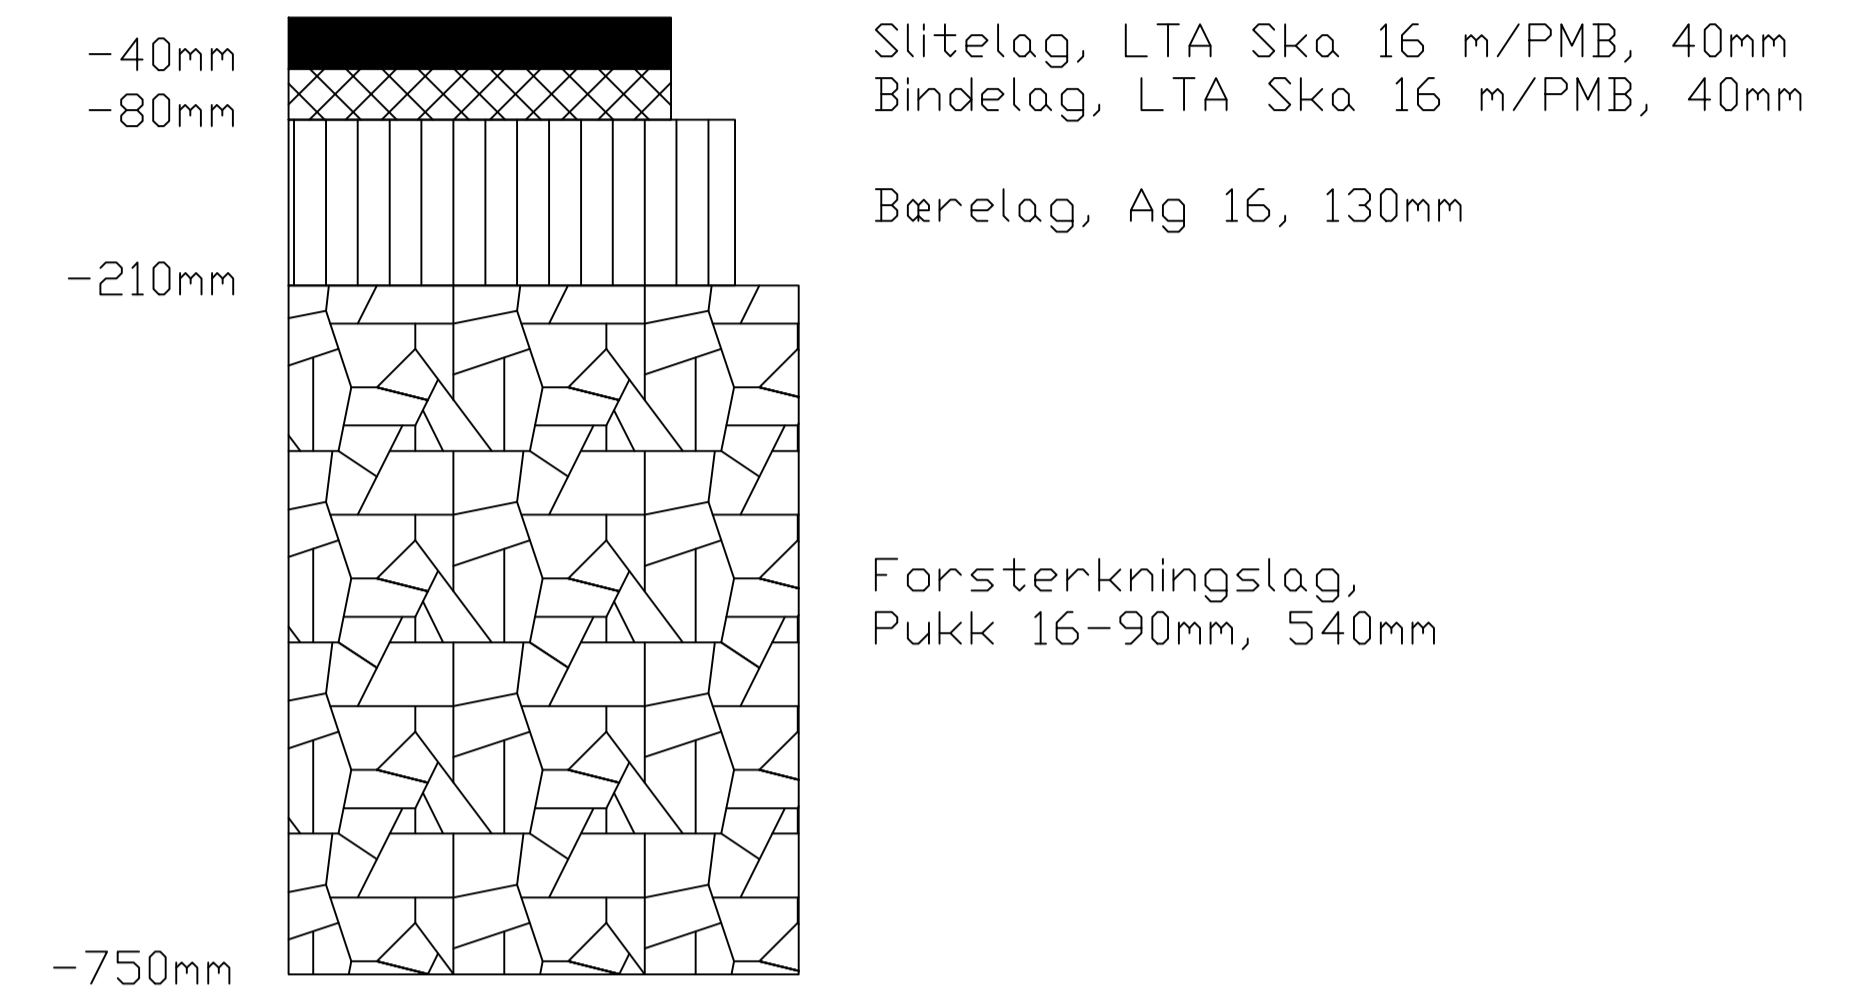 -40mm
Slitelag, LTA Ska 16 m/PMB, 40mm
-80mm
Bindelag, LTA Ska 16 m/PMB, 40mm
Bærelag, Ag 16, 130mm
-210mm
Forsterkningslag,
Pukk 16-90mm, 540mm
-750mm